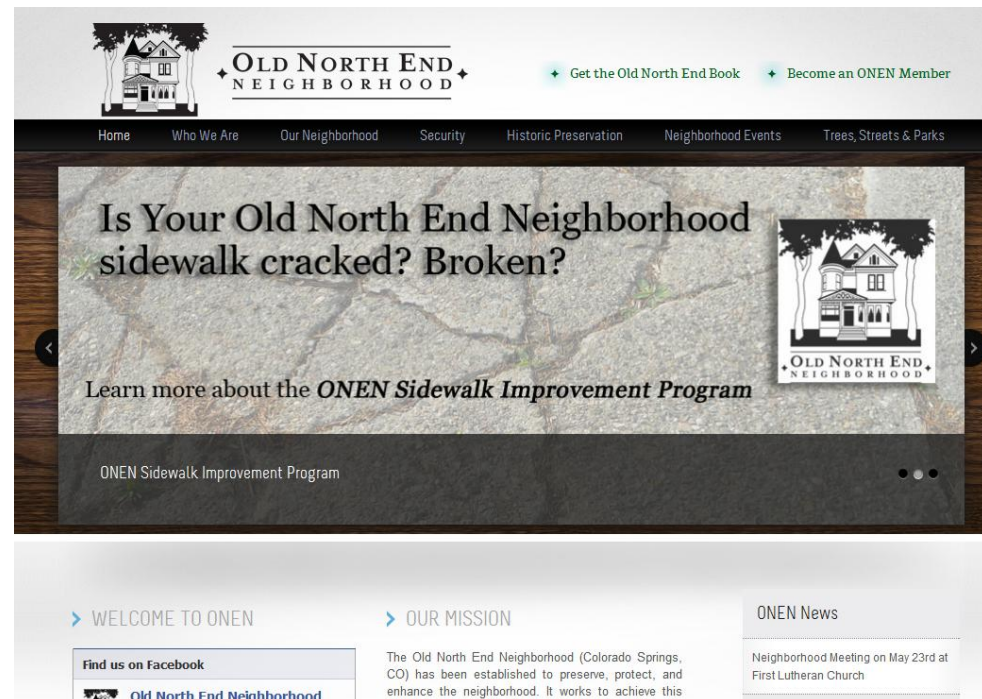 OLD NORTH END
NEIGHBORHOOD
Get the Old North End Book
Become an ONEN Member
Home
Who We Are
Our Neighborhood
Security
Historic Preservation
Neighborhood Events
Trees, Streets & Parks
Is Your Old North End Neighborhood
sidewalk cracked? Broken?
OLD NORTH END
NEIGHBORHOOD
Learn more about the ONEN Sidewalk Improvement Program
ONEN Sidewalk Improvement Program
WELCOME TO ONEN
Find us on Facebook
Old North End Neighborhood
OUR MISSION
The Old North End Neighborhood (Colorado Springs,
CO) has been established to preserve, protect, and
enhance the neighborhood. It works to achieve this
ONEN News
Neighborhood Meeting on May 23rd at
First Lutheran Church